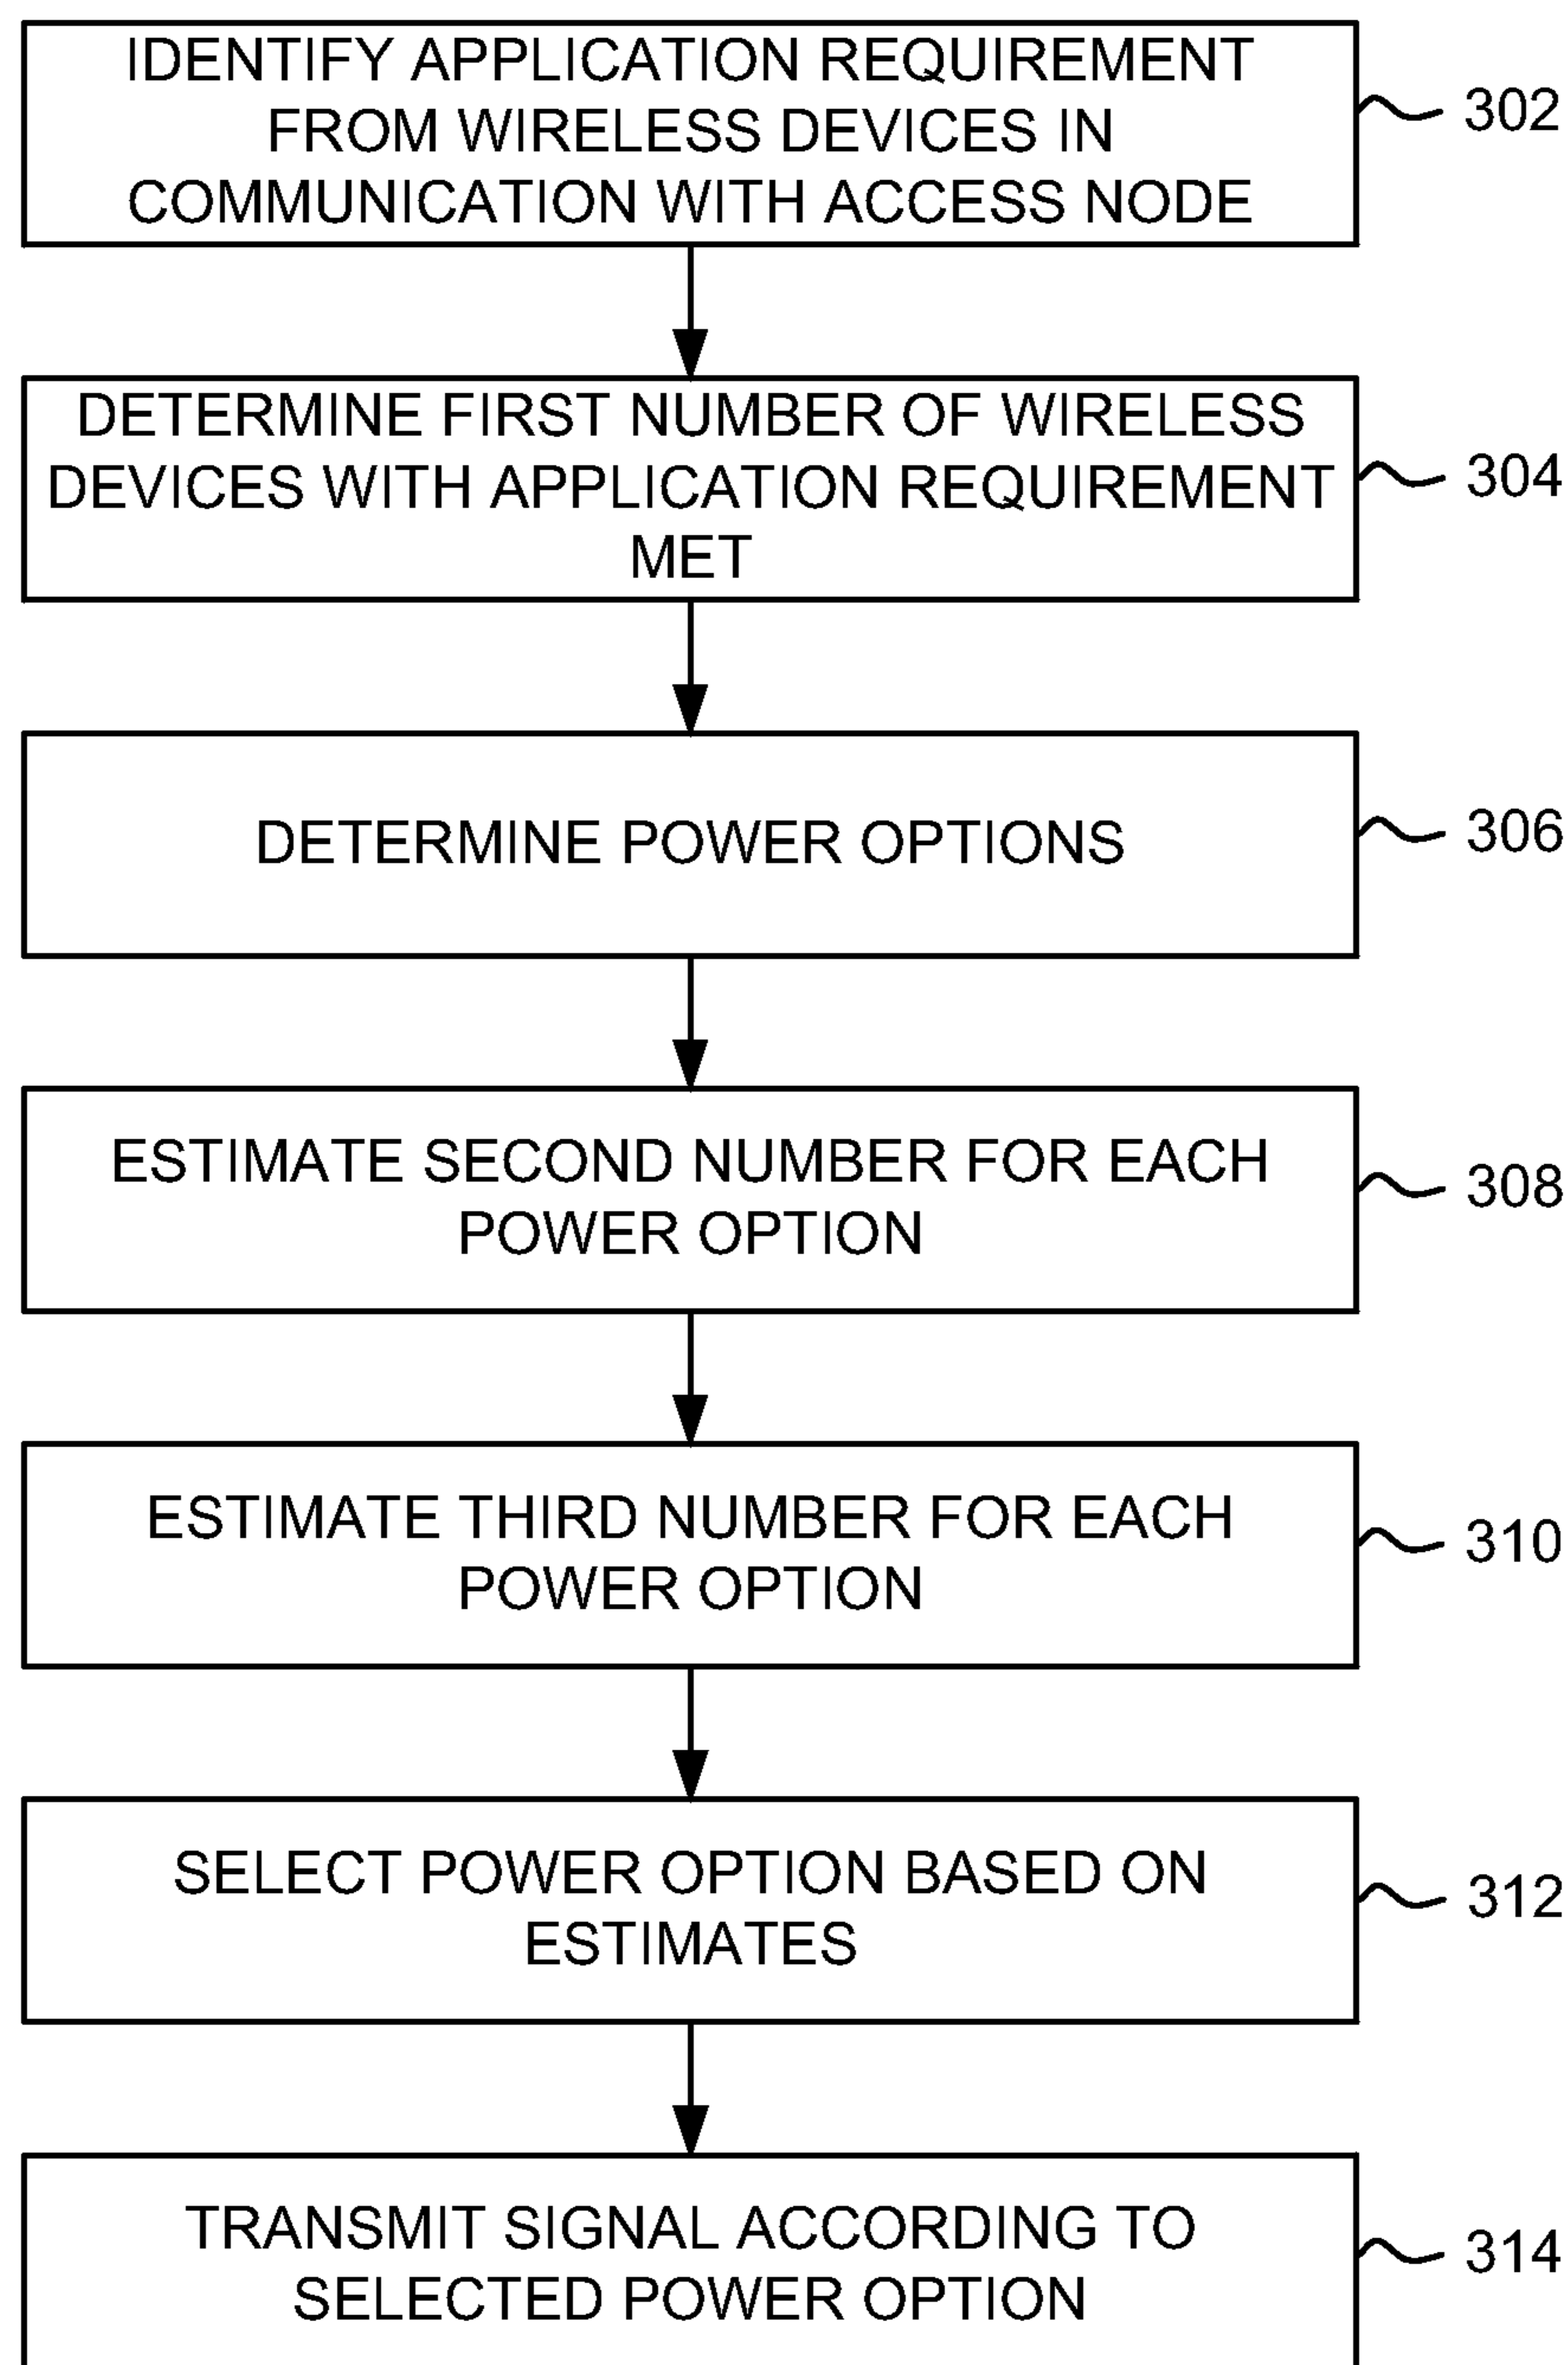 IDENTIFY APPLICATION REQUIREMENT
FROM WIRELESS DEVICES IN
COMMUNICATION WITH ACCESS NODE
302
DETERMINE FIRST NUMBER OF WIRELESS
DEVICES WITH APPLICATION REQUIREMENT
MET
304
DETERMINE POWER OPTIONS
306
ESTIMATE SECOND NUMBER FOR EACH
POWER OPTION
308
ESTIMATE THIRD NUMBER FOR EACH
POWER OPTION
310
SELECT POWER OPTION BASED ON
ESTIMATES
312
TRANSMIT SIGNAL ACCORDING TO
SELECTED POWER OPTION
314